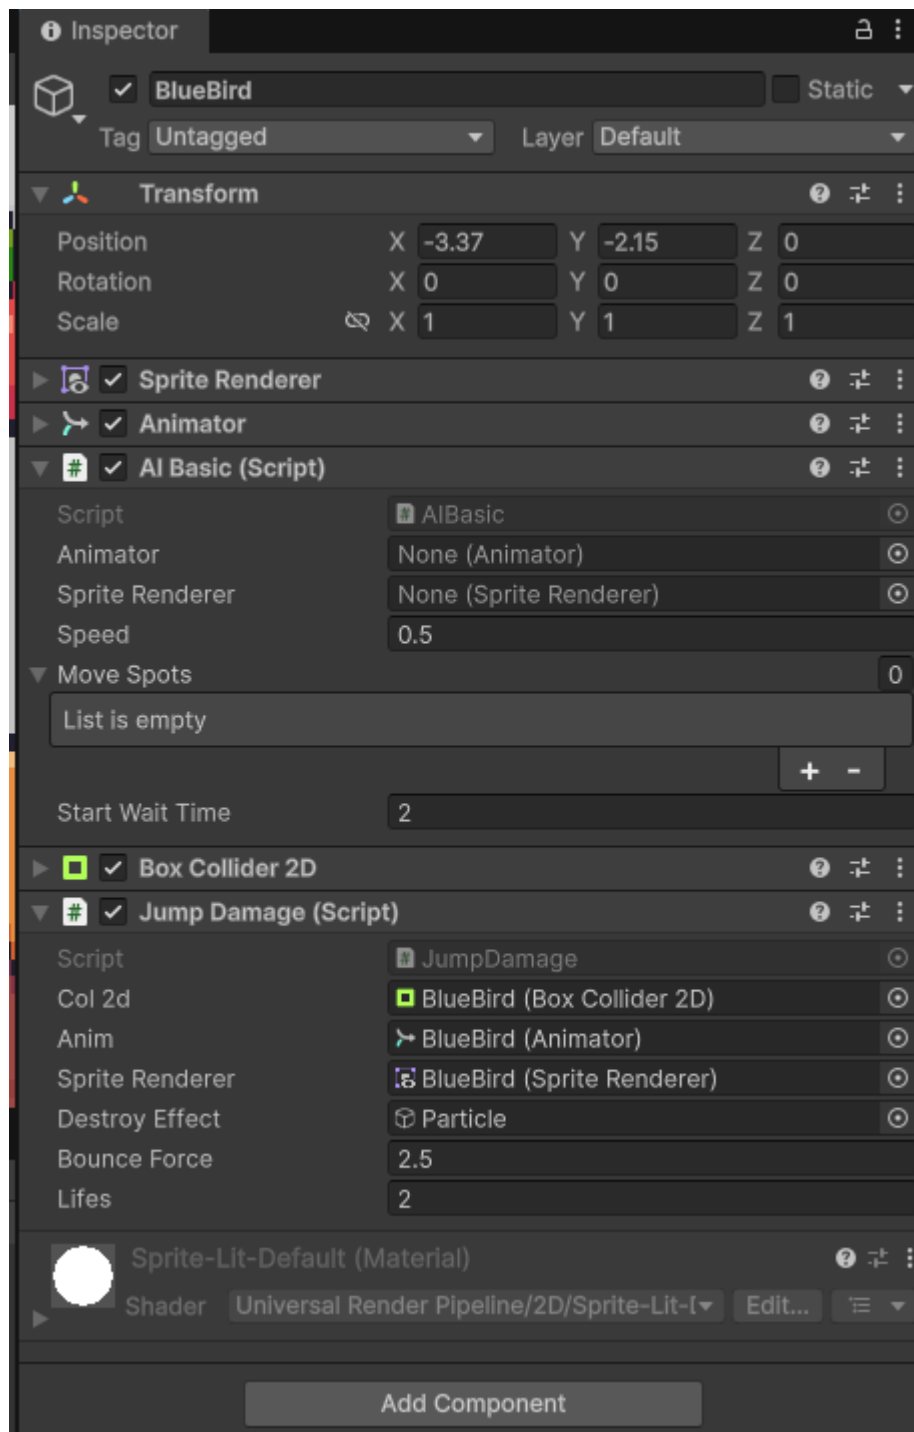 Inspector
BlueBird Static
Tag Untagged Layer Default
Transform
Position X -3.37 Y -2.15 Z 0
Rotation X 0 Y 0 Z 0
Scale X 1 Y 1 Z 1
Sprite Renderer
Animator
AI Basic (Script)
Script # AIBasic
Animator None (Animator)
Sprite Renderer None (Sprite Renderer)
Speed 0.5
Move Spots 0
List is empty
+ -
Start Wait Time 2
Box Collider 2D
# Jump Damage (Script)
Script # JumpDamage
Col 2d BlueBird (Box Collider 2D)
Anim BlueBird (Animator)
Sprite Renderer BlueBird (Sprite Renderer)
Destroy Effect Particle
Bounce Force 2.5
Lifes 2
Sprite-Lit-Default (Material)
Shader Universal Render Pipeline/2D/Sprite-Lit- Edit...
Add Component